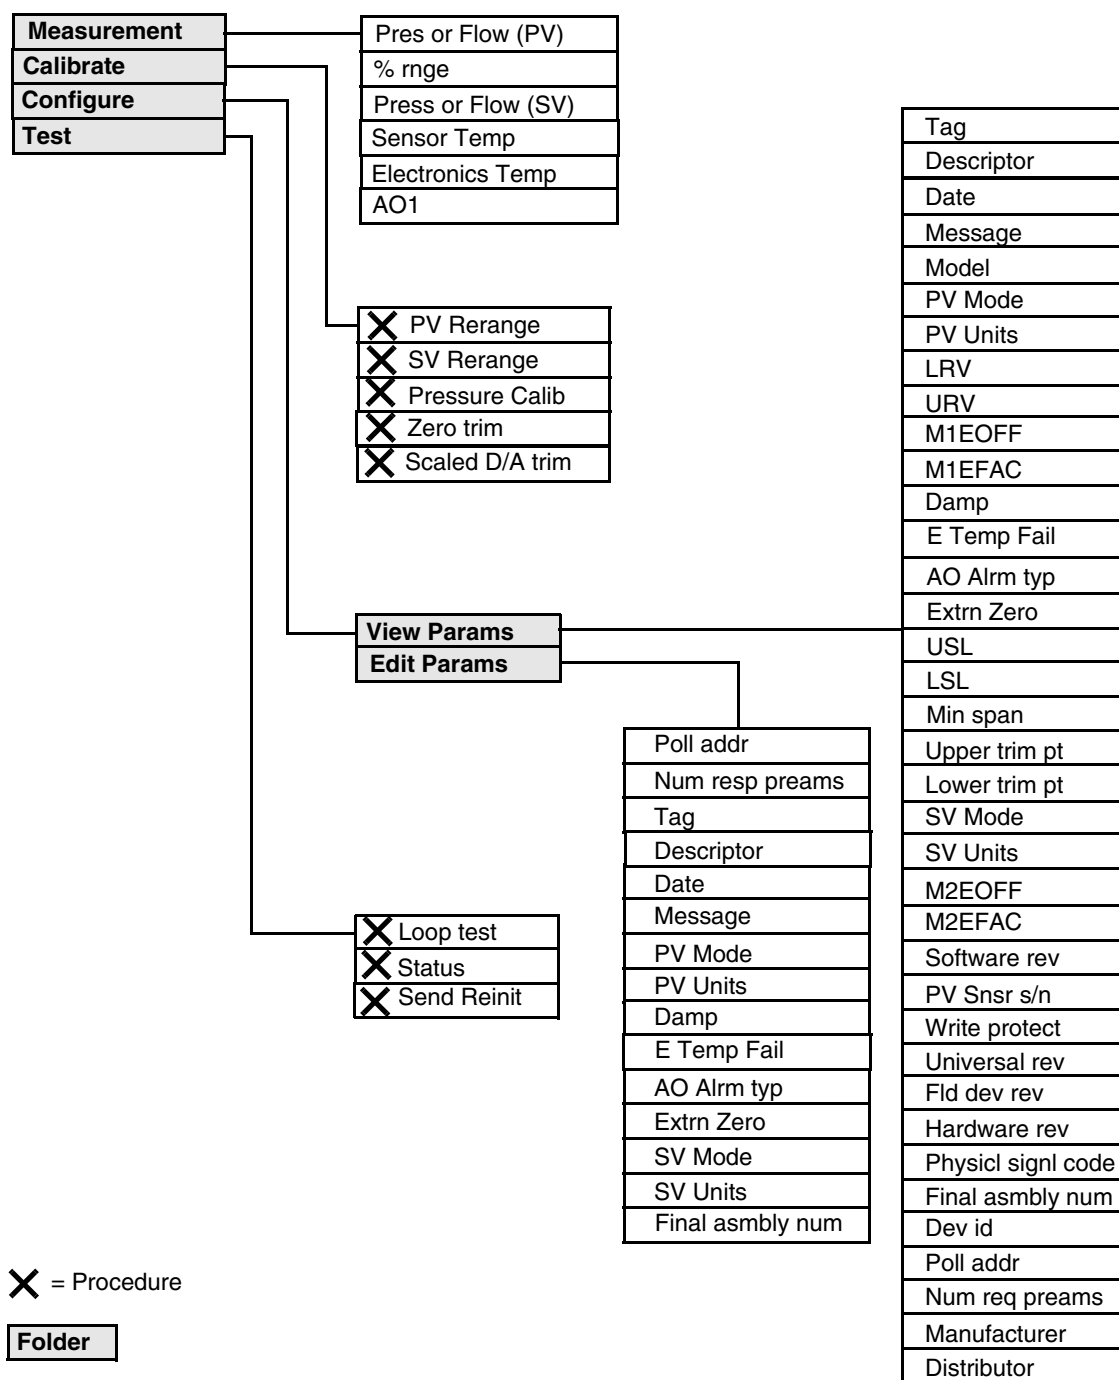 Measurement
Calibrate
Configure
Test
Pres or Flow (PV)
% rnge
Press or Flow (SV)
Sensor Temp
Electronics Temp
AO1
PV Rerange
SV Rerange
Pressure Calib
Zero trim
Scaled D/A trim
View Params
Edit Params
Loop test
Status
Send Reinit
Poll addr
Num resp preams
Tag
Descriptor
Date
Message
PV Mode
PV Units
Damp
E Temp Fail
AO Alrm typ
Extrn Zero
SV Mode
SV Units
Final asmbly num
Tag
Descriptor
Date
Message
Model
PV Mode
PV Units
LRV
URV
M1EOFF
M1EFAC
Damp
E Temp Fail
AO Alrm typ
Extrn Zero
USL
LSL
Min span
Upper trim pt
Lower trim pt
SV Mode
SV Units
M2EOFF
M2EFAC
Software rev
PV Snsr s/n
Write protect
Universal rev
Fld dev rev
Hardware rev
Physicl signl code
Final asmbly num
Dev id
Poll addr
Num req preams
Manufacturer
Distributor
= Procedure
Folder